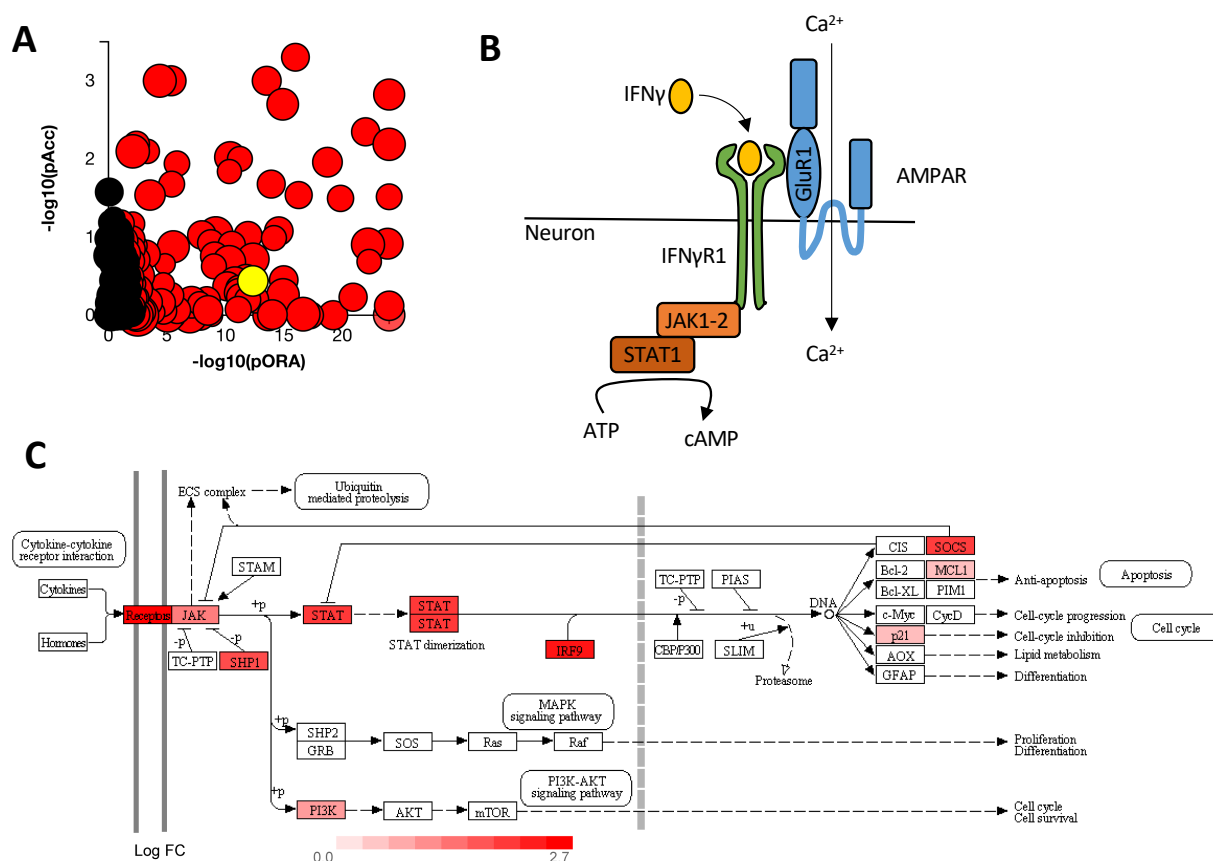 A
-log10(pAcc)
3
2
1
0
0
5
10
15
20
-log10(pORA)
B
Ca²⁺
IFNγ
GluR1
AMPAR
Neuron
IFNγR1
JAK1-2
STAT1
Ca²⁺
ATP
cAMP
C
ECS complex
Ubiquitin
mediated proteolysis
Cytokine-cytokine
receptor interaction
Cytokines
Hormones
Receptors
JAK
STAM
+p
-p
-p
TC-PTP
SHP1
STAT
STAT
STAT
STAT dimerization
IRF9
TC-PTP
PIAS
-p
+u
CBP/P300
SLIM
Proteasome
DNA
CIS
SOCS
Bcl-2
MCL1
Bcl-XL
PIM1
c-Myc
CycD
p21
AOX
GFAP
Anti-apoptosis
Apoptosis
Cell-cycle progression
Cell cycle
Cell-cycle inhibition
Lipid metabolism
Differentiation
+p
SHP2
GRB
SOS
Ras
Raf
MAPK
signaling pathway
Proliferation
Differentiation
+p
PI3K
AKT
mTOR
PI3K-AKT
signaling pathway
Cell cycle
Cell survival
Log FC
0.0
2.7